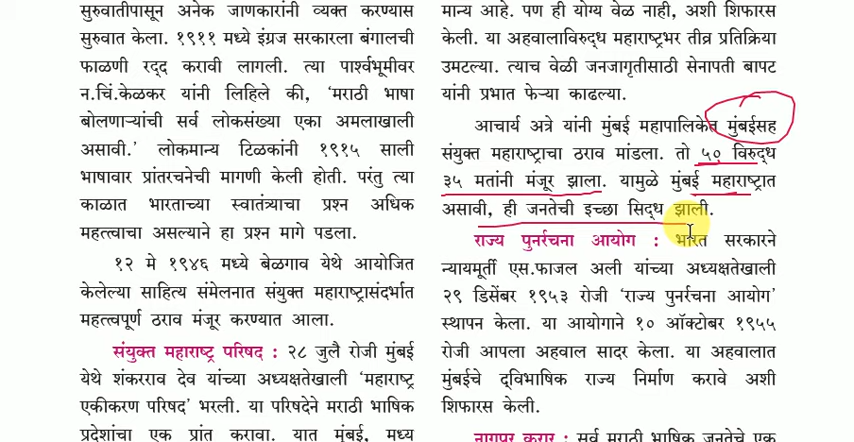 सुरुवातीपासून अनेक जाणकारांनी व्यक्त करण्यास
सुरुवात केला. १९११ मध्ये इंग्रज सरकारला बंगालची
फाळणी रद्द करावी लागली. त्या पार्श्वभूमीवर
न.चिं.केळकर यांनी लिहिले की, ‘मराठी भाषा
बोलणाऱ्यांची सर्व लोकसंख्या एका अमलाखाली
असावी.’ लोकमान्य टिळकांनी १९१५ साली
भाषावार प्रांतरचनेची मागणी केली होती. परंतु त्या
काळात भारताच्या स्वातंत्र्याचा प्रश्न अधिक
महत्त्वाचा असल्याने हा प्रश्न मागे पडला.
१२ मे १९४६ मध्ये बेळगाव येथे आयोजित
केलेल्या साहित्य संमेलनात संयुक्त महाराष्ट्रासंदर्भात
महत्त्वपूर्ण ठराव मंजूर करण्यात आला.
संयुक्त महाराष्ट्र परिषद : २८ जुलै रोजी मुंबई
येथे शंकरराव देव यांच्या अध्यक्षतेखाली ‘महाराष्ट्र
एकीकरण परिषद’ भरली. या परिषदेने मराठी भाषिक
प्रदेशांचा एक प्रांत करावा. यात मुंबई, मध्य
मान्य आहे. पण ही योग्य वेळ नाही, अशी शिफारस
केली. या अहवालाविरुद्ध महाराष्ट्रभर तीव्र प्रतिक्रिया
उमटल्या. त्याच वेळी जनजागृतीसाठी सेनापती बापट
यांनी प्रभात फेऱ्या काढल्या.
आचार्य अत्रे यांनी मुंबई महापालिकेत मुंबईसह
संयुक्त महाराष्ट्राचा ठराव मांडला. तो ५० विरुद्ध
३५ मतांनी मंजूर झाला. यामुळे मुंबई महाराष्ट्रात
असावी, ही जनतेची इच्छा सिद्ध झाली.
राज्य पुनर्रचना आयोग : भारत सरकारने
न्यायमूर्ती एस.फाजल अली यांच्या अध्यक्षतेखाली
२९ डिसेंबर १९५३ रोजी ‘राज्य पुनर्रचना आयोग’
स्थापन केला. या आयोगाने १० ऑक्टोबर १९५५
रोजी आपला अहवाल सादर केला. या अहवालात
मुंबईचे द्विभाषिक राज्य निर्माण करावे अशी
शिफारस केली.
नागपूर करार : सर्व मराठी भाषिक जनतेचे एक